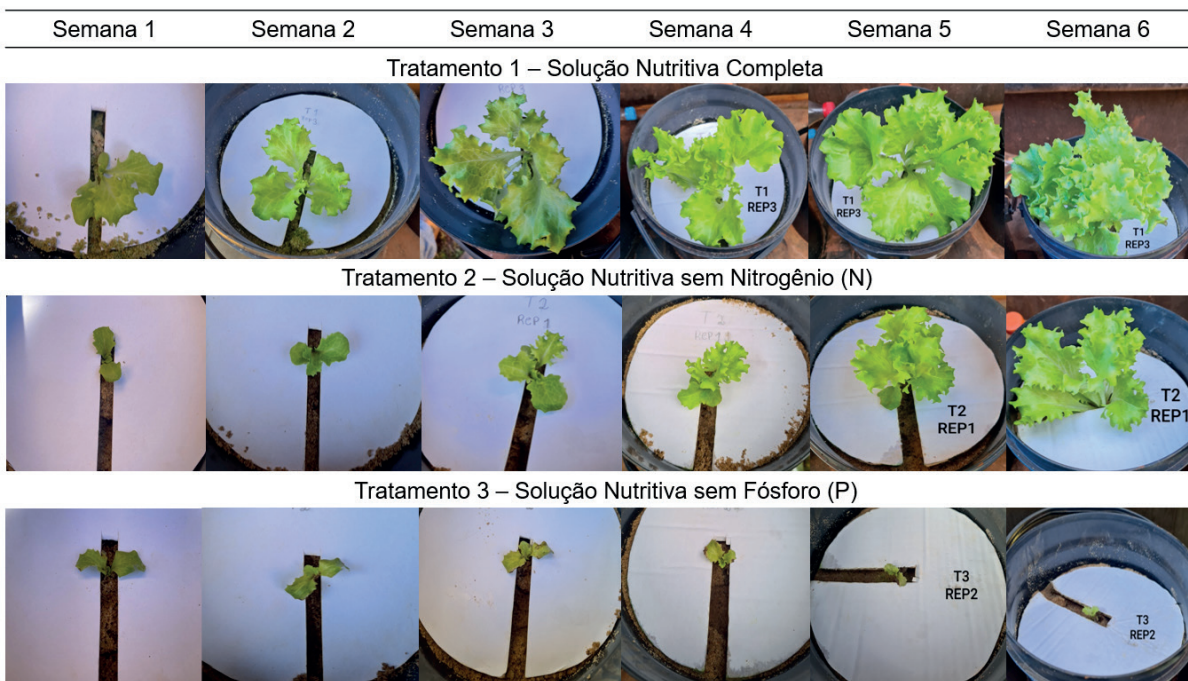 Semana 1 Semana 2 Semana 3 Semana 4 Semana 5 Semana 6
Tratamento 1 – Solução Nutritiva Completa
T1
REP3
T1
REP3
T1
REP3
Tratamento 2 – Solução Nutritiva sem Nitrogênio (N)
T2
REP1
T2
REP1
Tratamento 3 – Solução Nutritiva sem Fósforo (P)
T3
REP2
T3
REP2